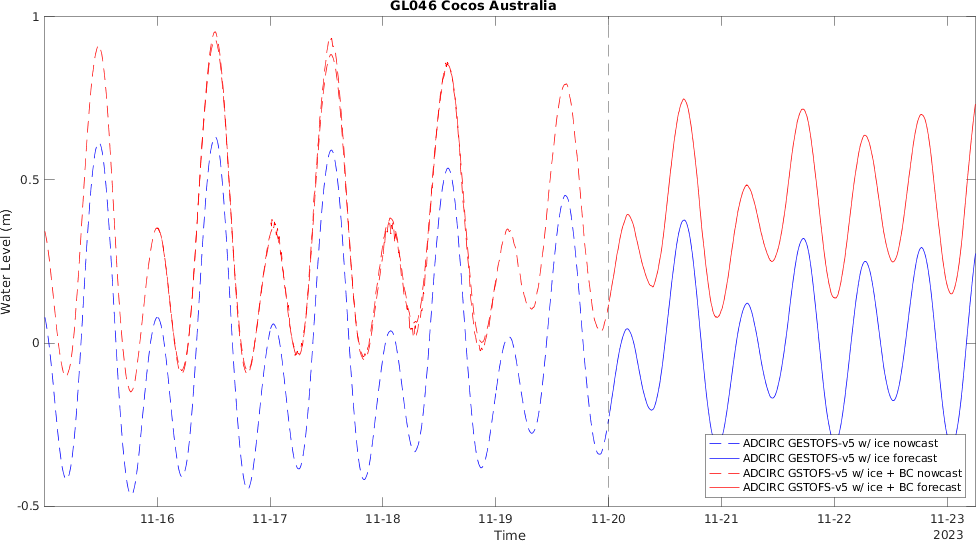 GL046 Cocos Australia
1
0.5
0
-0.5
Water Level (m)
11-16
11-17
11-18
11-19
11-20
11-21
11-22
11-23
2023
Time
ADCIRC GESTOFS-v5 w/ ice nowcast
ADCIRC GESTOFS-v5 w/ ice forecast
ADCIRC GSTOFS-v5 w/ ice + BC nowcast
ADCIRC GSTOFS-v5 w/ ice + BC forecast